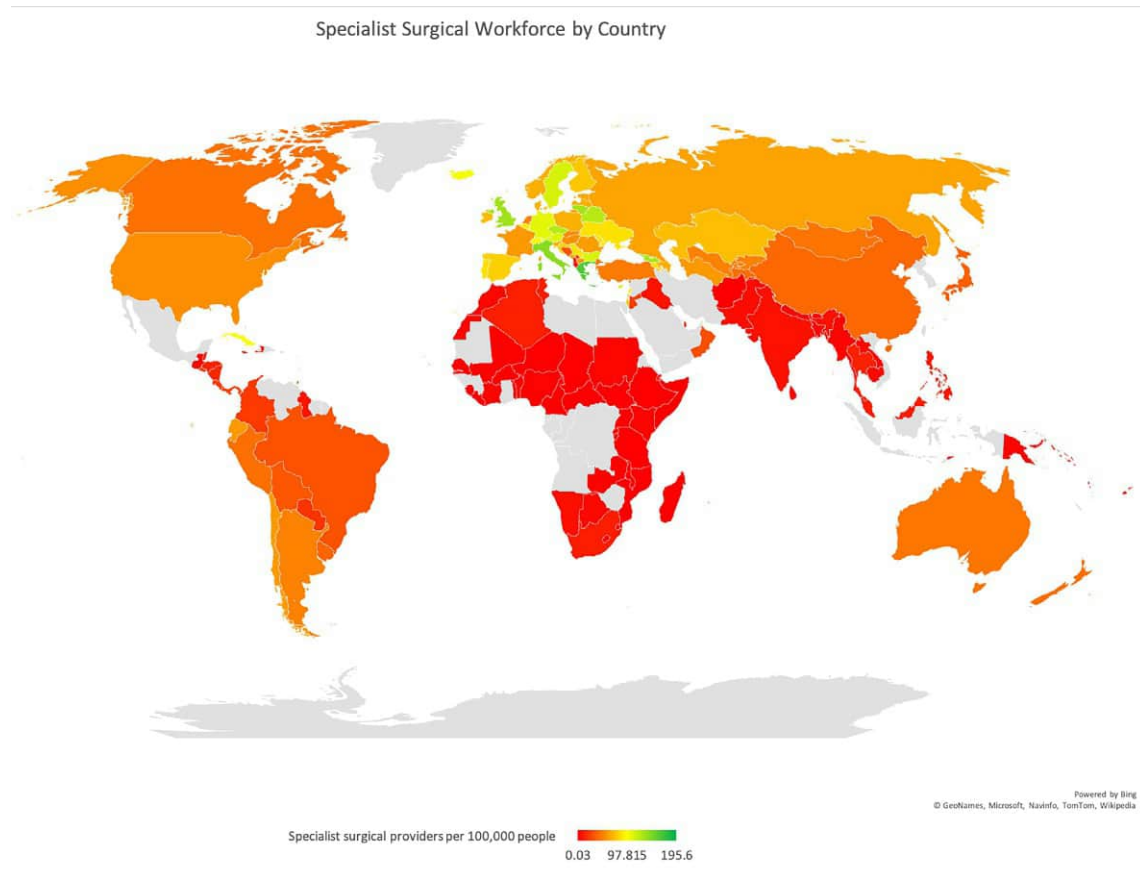 Specialist Surgical Workforce by Country
Powered by Bing
© GeoNames, Microsoft, Navinfo, TomTom, Wikipedia
Specialist surgical providers per 100,000 people
0.03 97.815 195.6